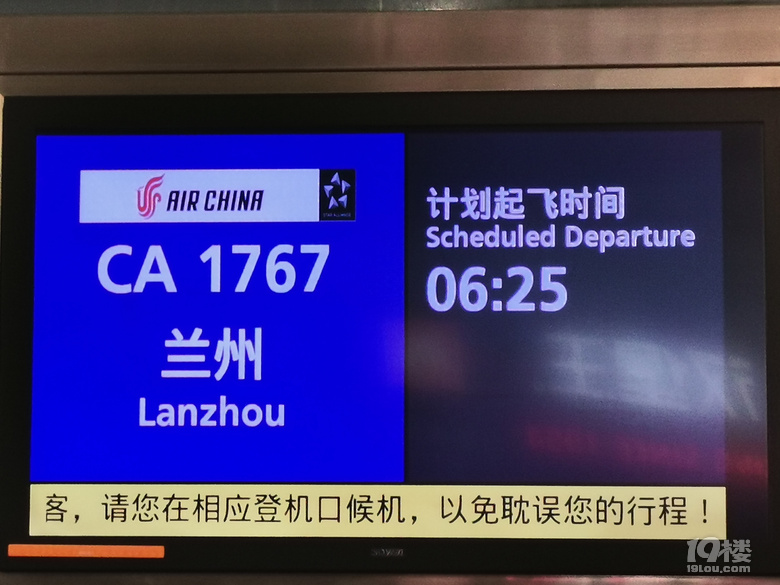 AIR CHINA
STAR ALLIANCE
CA 1767
兰州
Lanzhou
计划起飞时间
Scheduled Departure
06:25
客，请您在相应登机口候机，以免耽误您的行程！
19楼
19lou.com